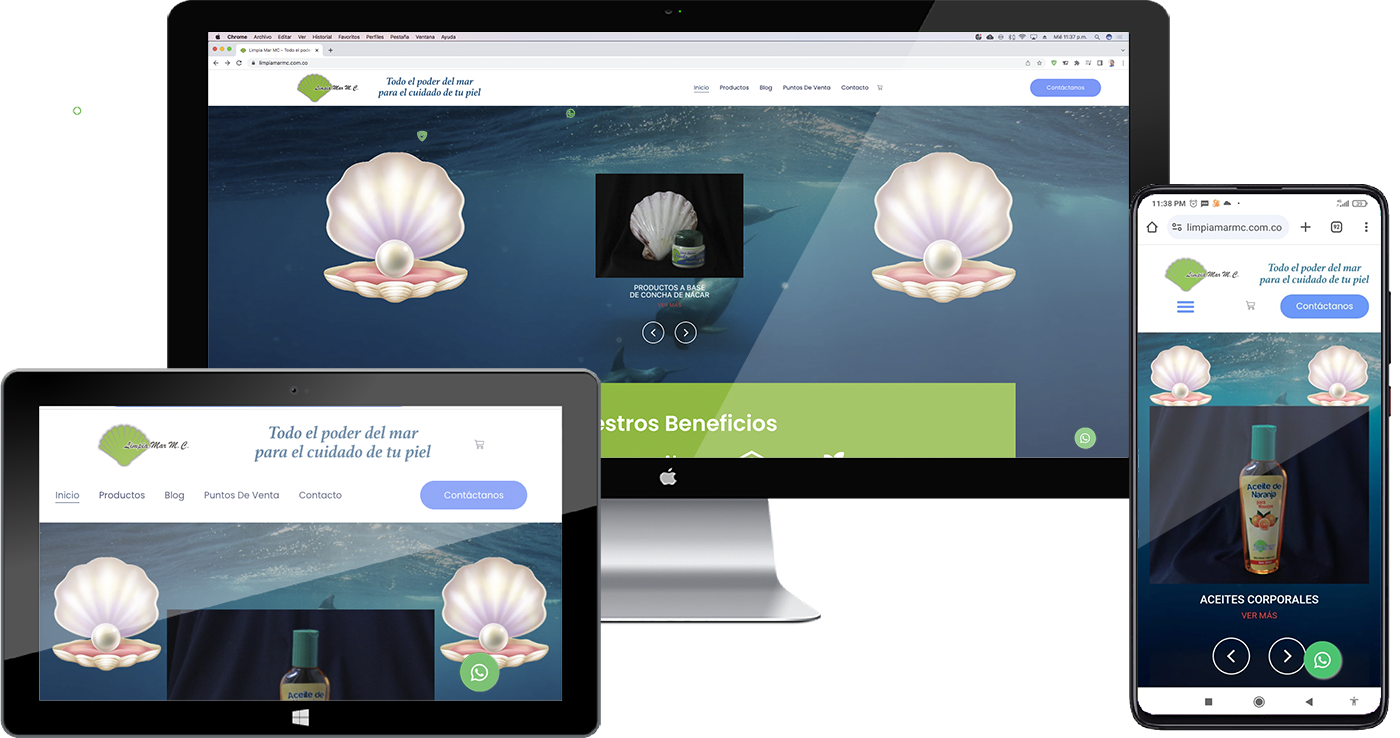 Chrome Archivo Editar Ver Historial Favoritos Perfiles Pestaña Ventana Ayuda
Mié 11:37 p.m.
Limpia Mar MC – Todo el pode
limpiamarmc.com.co
Limpia Mar M.C.
Todo el poder del mar
para el cuidado de tu piel
Inicio Productos Blog Puntos De Venta Contacto
Contáctanos
PRODUCTOS A BASE
DE CONCHA DE NÁCAR
VER MÁS
estros Beneficios
Limpia Mar M.C.
Todo el poder del mar
para el cuidado de tu piel
Inicio Productos Blog Puntos De Venta Contacto
Contáctanos
Aceite de
11:38 PM
29
limpiamarmc.com.co
92
Limpia Mar M.C.
Todo el poder del mar
para el cuidado de tu piel
Contáctanos
Aceite de
Naranja
ACEITES CORPORALES
VER MÁS